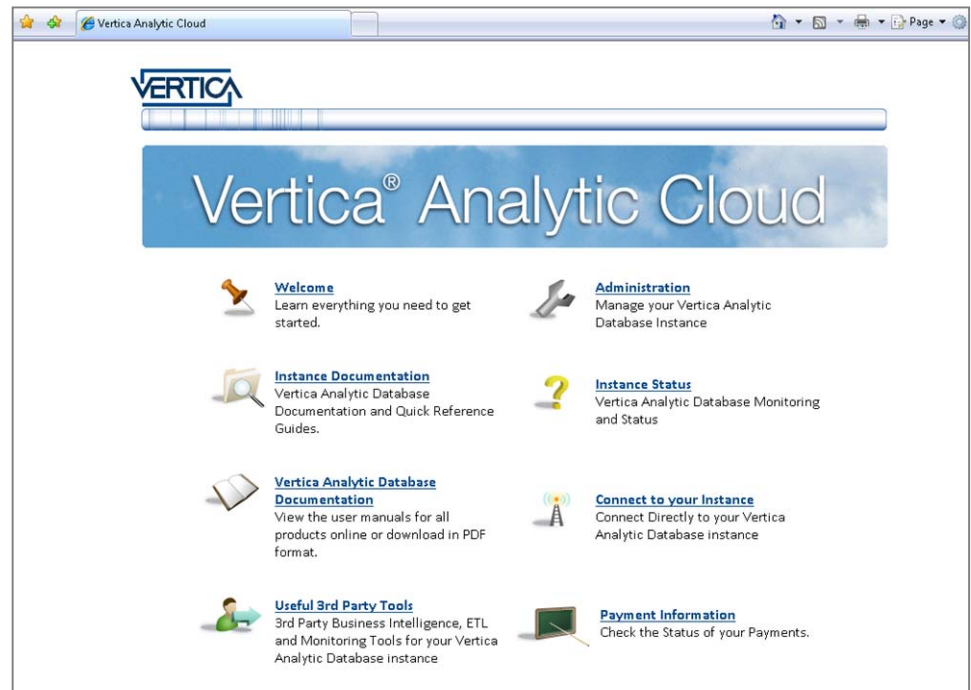 Vertica Analytic Cloud
Page
VERTICA
Vertica® Analytic Cloud
Welcome
Learn everything you need to get
started.
Administration
Manage your Vertica Analytic
Database Instance
Instance Documentation
Vertica Analytic Database
Documentation and Quick Reference
Guides.
Instance Status
Vertica Analytic Database Monitoring
and Status
Vertica Analytic Database
Documentation
View the user manuals for all
products online or download in PDF
format.
Connect to your Instance
Connect Directly to your Vertica
Analytic Database instance
Useful 3rd Party Tools
3rd Party Business Intelligence, ETL
and Monitoring Tools for your Vertica
Analytic Database instance
Payment Information
Check the Status of your Payments.